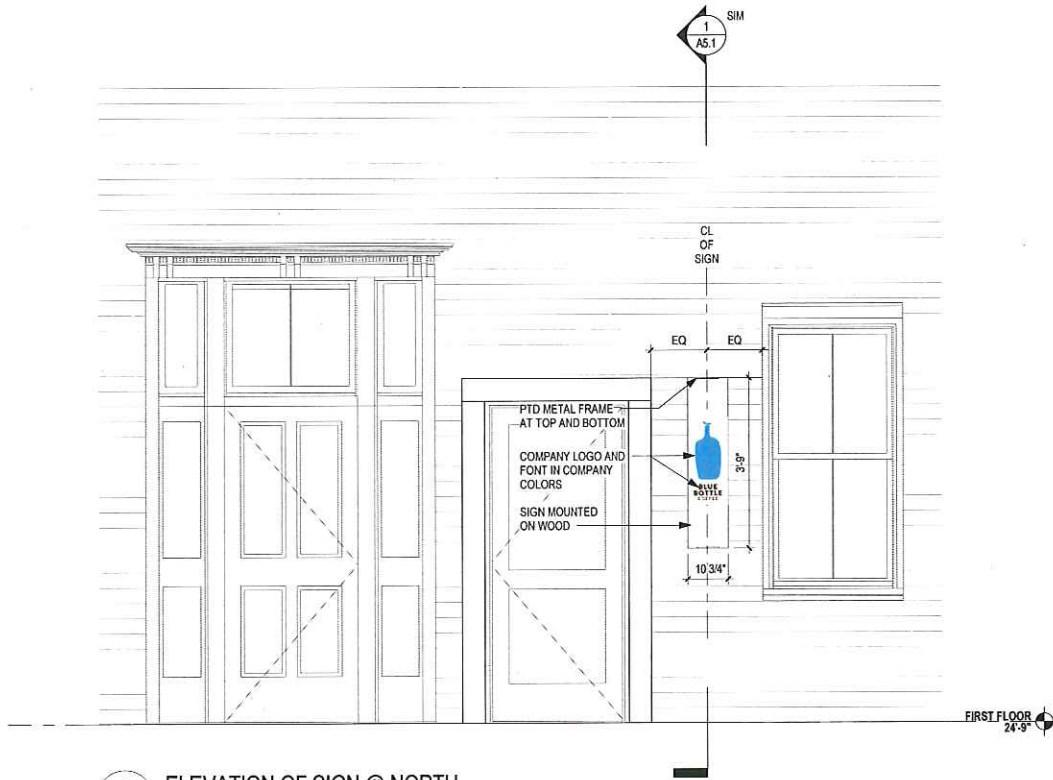 1
A5.1
SIM
CL
OF
SIGN
EQ
EQ
PTD METAL FRAME
AT TOP AND BOTTOM
COMPANY LOGO AND
FONT IN COMPANY
COLORS
SIGN MOUNTED
ON WOOD
BLUE
BOTTLE
COFFEE
3'-9"
10 3/4"
FIRST FLOOR
24'-9"
ELEVATION OF SIGN @ NORTH